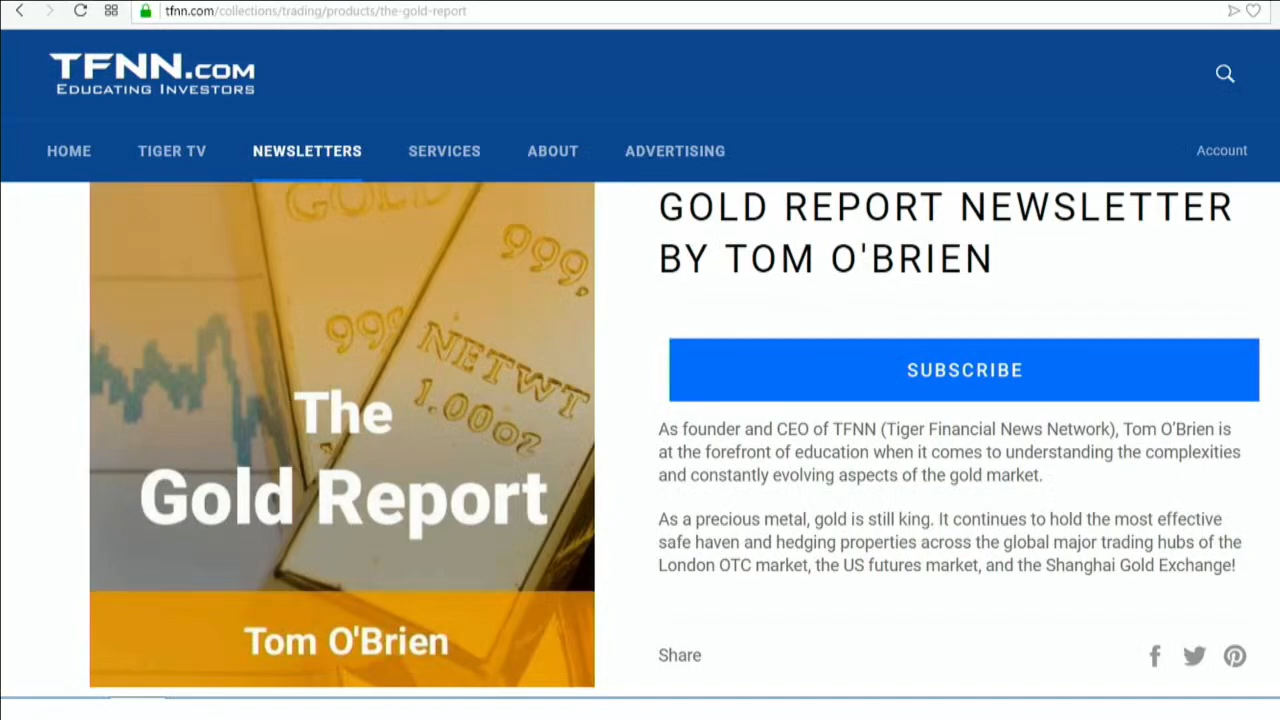 tfnn.com/collections/trading/products/the-gold-report
TFNN.COM
EDUCATING INVESTORS
HOME
TIGER TV
NEWSLETTERS
SERVICES
ABOUT
ADVERTISING
Account
GOLD
999.
999
NETWT
1.00OZ
The
Gold Report
Tom O'Brien
GOLD REPORT NEWSLETTER
BY TOM O'BRIEN
SUBSCRIBE
As founder and CEO of TFNN (Tiger Financial News Network), Tom O’Brien is
at the forefront of education when it comes to understanding the complexities
and constantly evolving aspects of the gold market.
As a precious metal, gold is still king. It continues to hold the most effective
safe haven and hedging properties across the global major trading hubs of the
London OTC market, the US futures market, and the Shanghai Gold Exchange!
Share